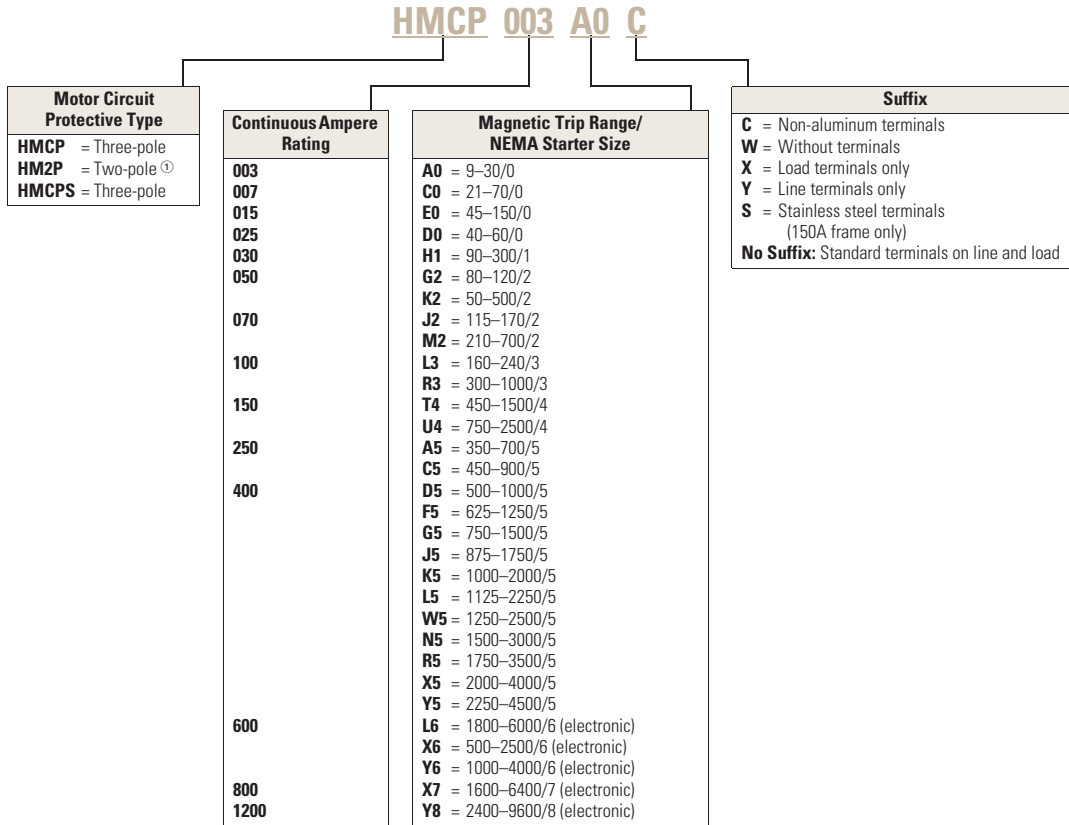 HMCP 003 A0 C
Motor Circuit
Protective Type
HMCP = Three-pole
HM2P = Two-pole ①
HMCPS = Three-pole
Continuous Ampere
Rating
003
007
015
025
030
050
070
100
150
250
400
600
800
1200
Magnetic Trip Range/
NEMA Starter Size
A0 = 9–30/0
C0 = 21–70/0
E0 = 45–150/0
D0 = 40–60/0
H1 = 90–300/1
G2 = 80–120/2
K2 = 50–500/2
J2 = 115–170/2
M2 = 210–700/2
L3 = 160–240/3
R3 = 300–1000/3
T4 = 450–1500/4
U4 = 750–2500/4
A5 = 350–700/5
C5 = 450–900/5
D5 = 500–1000/5
F5 = 625–1250/5
G5 = 750–1500/5
J5 = 875–1750/5
K5 = 1000–2000/5
L5 = 1125–2250/5
W5 = 1250–2500/5
N5 = 1500–3000/5
R5 = 1750–3500/5
X5 = 2000–4000/5
Y5 = 2250–4500/5
L6 = 1800–6000/6 (electronic)
X6 = 500–2500/6 (electronic)
Y6 = 1000–4000/6 (electronic)
X7 = 1600–6400/7 (electronic)
Y8 = 2400–9600/8 (electronic)
Suffix
C = Non-aluminum terminals
W = Without terminals
X = Load terminals only
Y = Line terminals only
S = Stainless steel terminals
(150A frame only)
No Suffix: Standard terminals on line and load